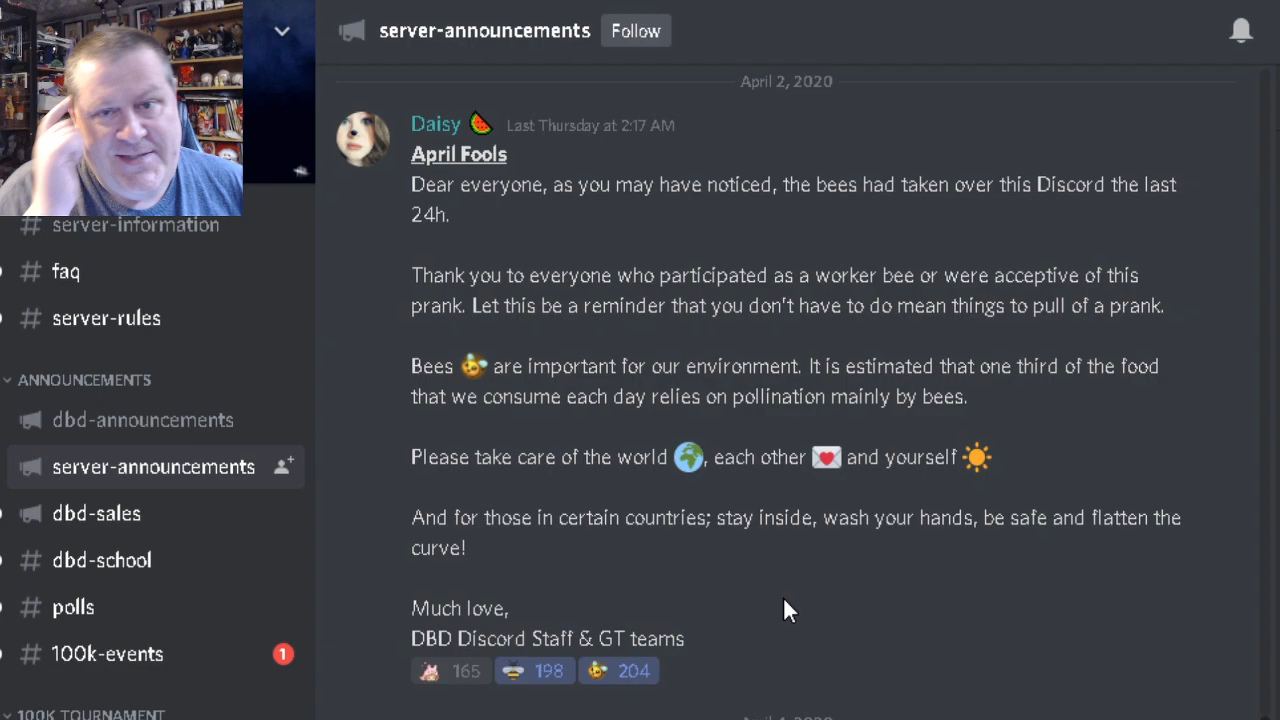 server-announcements
Follow
April 2, 2020
Daisy Last Thursday at 2:17 AM
April Fools
Dear everyone, as you may have noticed, the bees had taken over this Discord the last
24h.
Thank you to everyone who participated as a worker bee or were acceptive of this
prank. Let this be a reminder that you don't have to do mean things to pull of a prank.
Bees are important for our environment. It is estimated that one third of the food
that we consume each day relies on pollination mainly by bees.
Please take care of the world, each other and yourself
And for those in certain countries; stay inside, wash your hands, be safe and flatten the
curve!
Much love,
DBD Discord Staff & GT teams
165 198 204
# server-information
# faq
# server-rules
ANNOUNCEMENTS
dbd-announcements
server-announcements
dbd-sales
# dbd-school
# polls
# 100k-events 1
100K TOURNAMENT